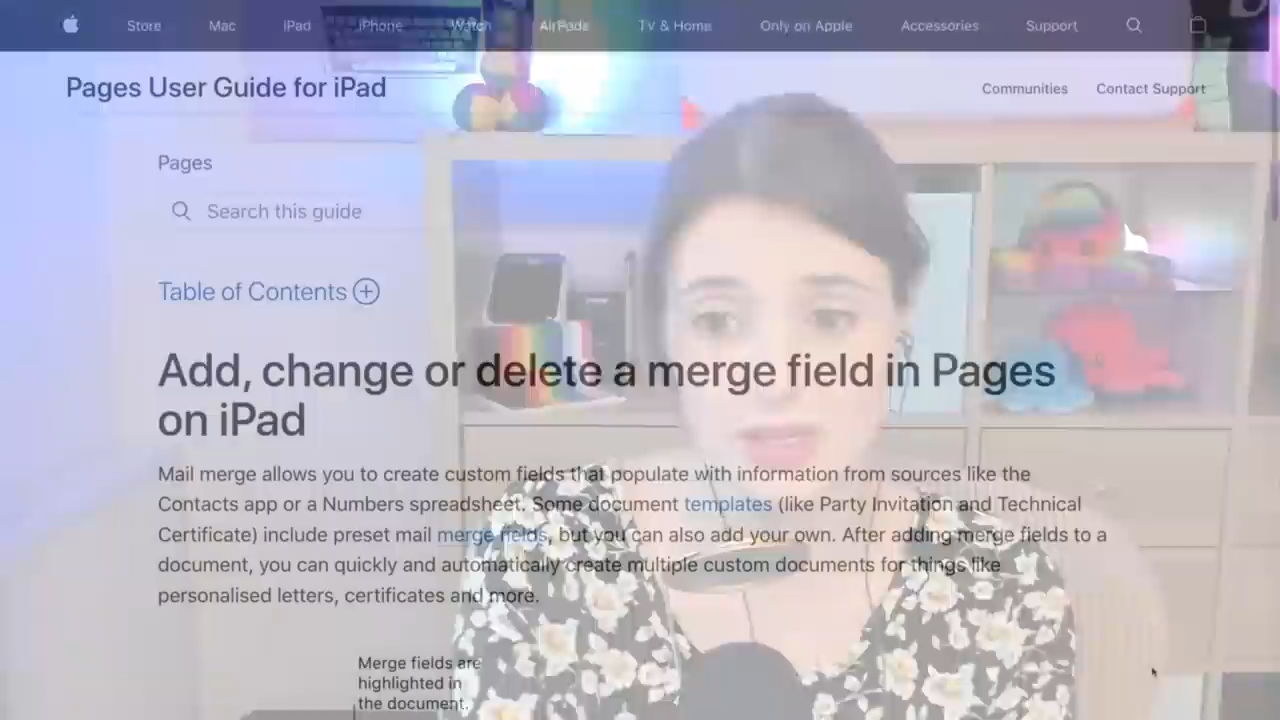 Store Mac iPad iPhone Watch AirPods TV & Home Only on Apple Accessories Support
Pages User Guide for iPad
Communities Contact Support
Pages
Search this guide
Table of Contents
Add, change or delete a merge field in Pages
on iPad
Mail merge allows you to create custom fields that populate with information from sources like the
Contacts app or a Numbers spreadsheet. Some document templates (like Party Invitation and Technical
Certificate) include preset mail merge fields, but you can also add your own. After adding merge fields to a
document, you can quickly and automatically create multiple custom documents for things like
personalised letters, certificates and more.
Merge fields are
highlighted in
the document.